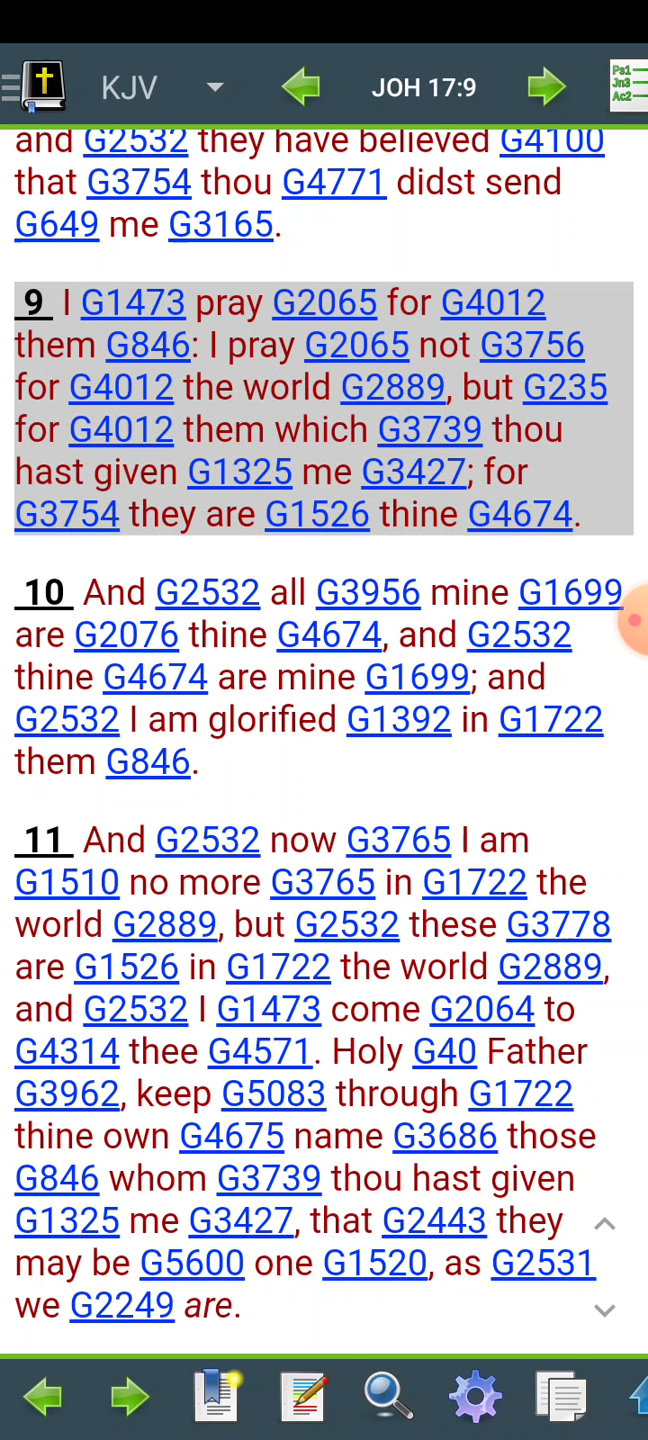 KJV
JOH 17:9
Ps1
Jn3
Ac2
and G2532 they have believed G4100
that G3754 thou G4771 didst send
G649 me G3165.
9 I G1473 pray G2065 for G4012
them G846: I pray G2065 not G3756
for G4012 the world G2889, but G235
for G4012 them which G3739 thou
hast given G1325 me G3427; for
G3754 they are G1526 thine G4674.
10 And G2532 all G3956 mine G1699
are G2076 thine G4674, and G2532
thine G4674 are mine G1699; and
G2532 I am glorified G1392 in G1722
them G846.
11 And G2532 now G3765 I am
G1510 no more G3765 in G1722 the
world G2889, but G2532 these G3778
are G1526 in G1722 the world G2889,
and G2532 I G1473 come G2064 to
G4314 thee G4571. Holy G40 Father
G3962, keep G5083 through G1722
thine own G4675 name G3686 those
G846 whom G3739 thou hast given
G1325 me G3427, that G2443 they
may be G5600 one G1520, as G2531
we G2249 are.